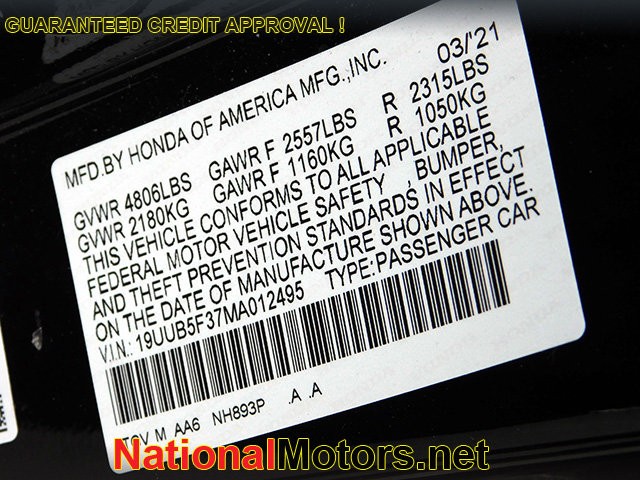 GUARANTEED CREDIT APPROVAL !
MFD.BY HONDA OF AMERICA MFG.,INC. 03/'21
GVWR 4806LBS GAWR F 2557LBS R 2315LBS
GVWR 2180KG GAWR F 1160KG R 1050KG
THIS VEHICLE CONFORMS TO ALL APPLICABLE
FEDERAL MOTOR VEHICLE SAFETY , BUMPER,
AND THEFT PREVENTION STANDARDS IN EFFECT
ON THE DATE OF MANUFACTURE SHOWN ABOVE.
V.I.N.: 19UUB5F37MA012495 TYPE:PASSENGER CAR
M AA6 NH893P .A .A
NationalMotors.net